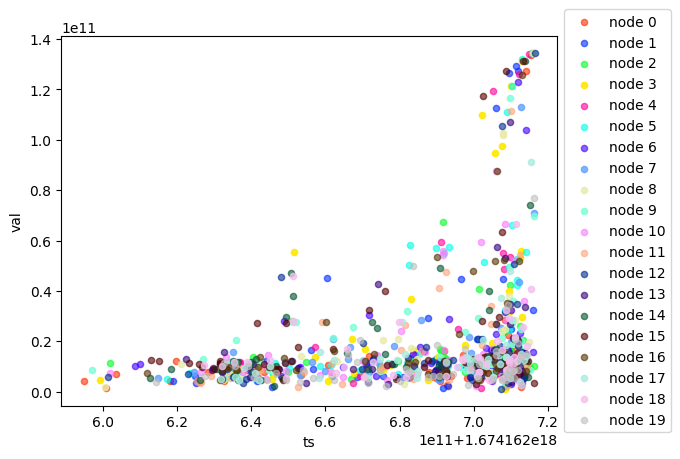 1e11
val
1.4
1.2
1.0
0.8
0.6
0.4
0.2
0.0
6.0 6.2 6.4 6.6 6.8 7.0 7.2
ts
1e11+1.674162e18
node 0
node 1
node 2
node 3
node 4
node 5
node 6
node 7
node 8
node 9
node 10
node 11
node 12
node 13
node 14
node 15
node 16
node 17
node 18
node 19